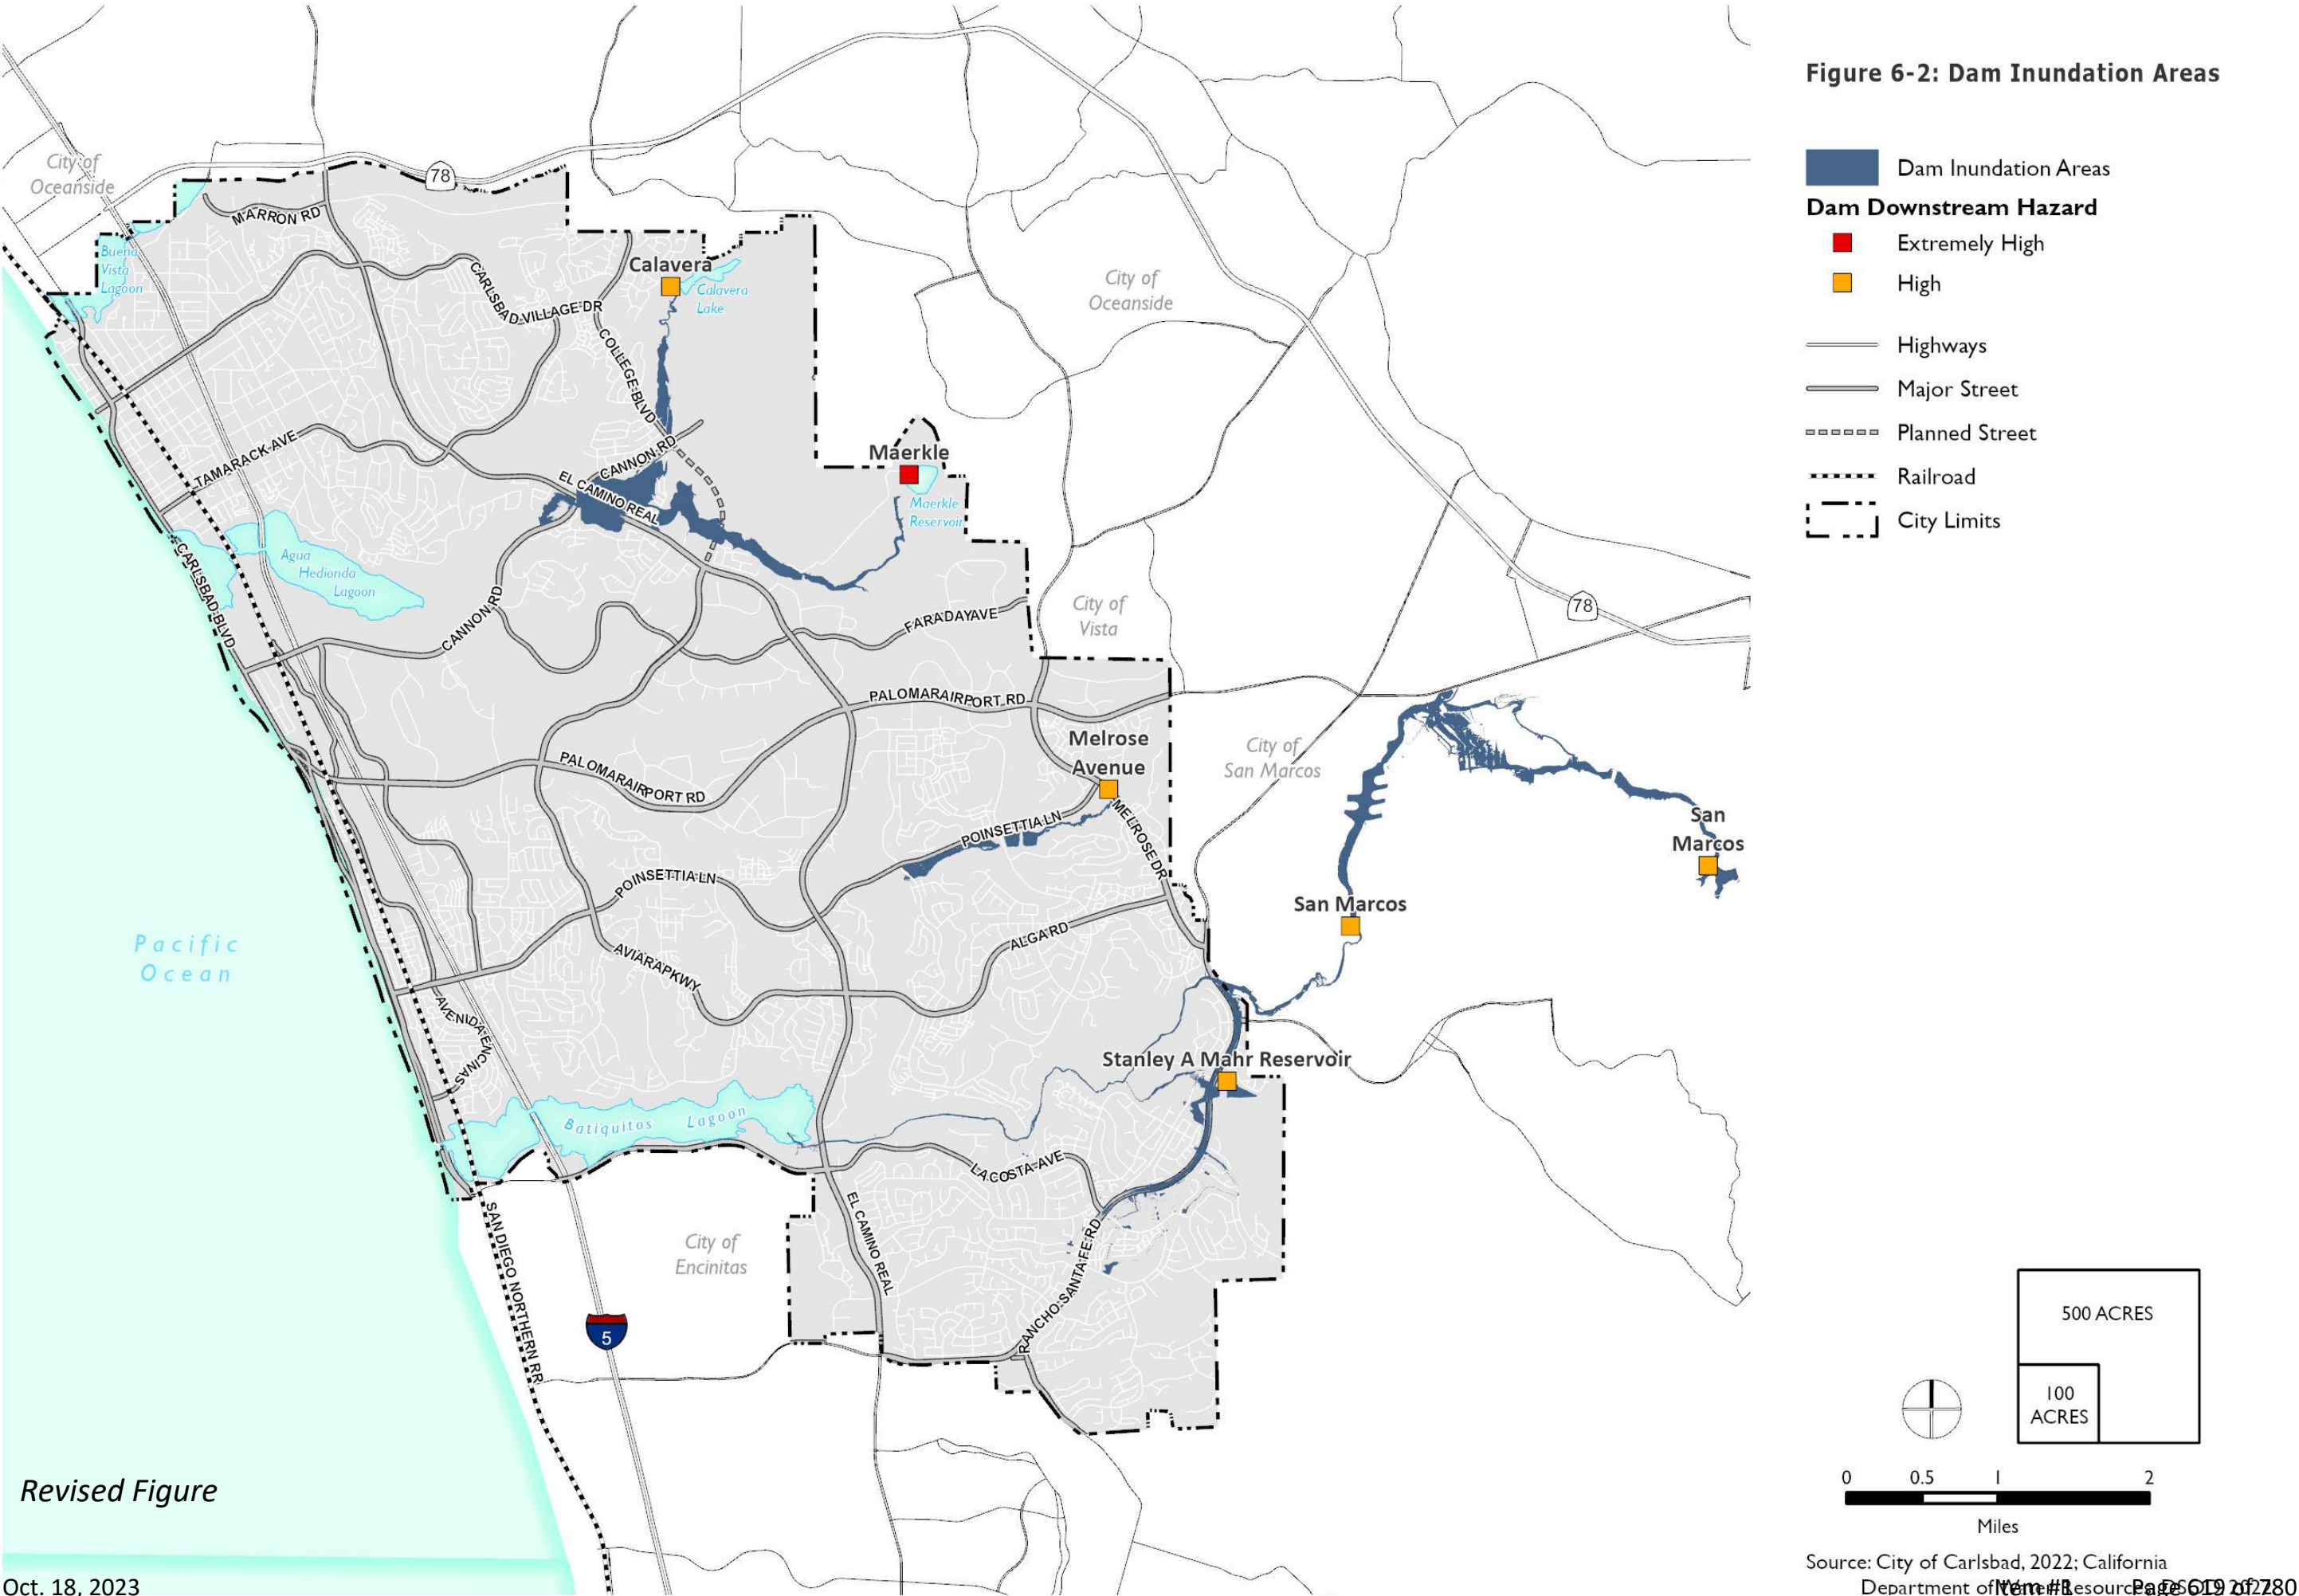 Figure 6-2: Dam Inundation Areas
Dam Inundation Areas
Dam Downstream Hazard
Extremely High
High
Highways
Major Street
Planned Street
Railroad
City Limits
City of
Oceanside
78
MARRON RD
Buena
Vista
Lagoon
CARLSBAD VILLAGE DR
Calavera
Calavera
Lake
COLLEGE BLVD
City of
Oceanside
TAMARACK AVE
CANNON RD
EL CAMINO REAL
Maerkle
Maerkle
Reservoir
Agua
Hedionda
Lagoon
CARLSBAD BLVD
CANNON RD
FARADAY AVE
City of
Vista
78
PALOMAR AIRPORT RD
PALOMAR AIRPORT RD
Melrose
Avenue
City of
San Marcos
MELROSE DR
POINSETTIA LN
POINSETTIA LN
San
Marcos
San Marcos
ALGA RD
AVIARA PKWY
Pacific
Ocean
AVENIDA ENCINAS
Stanley A Mahr Reservoir
Batiquitos Lagoon
LA COSTA AVE
EL CAMINO REAL
RANCHO SANTA FE RD
City of
Encinitas
SAN DIEGO NORTHERN RR
5
500 ACRES
100
ACRES
0 0.5 1 2
Miles
Revised Figure
Source: City of Carlsbad, 2022; California
Oct. 18, 2023
Item #1
Page 619 of 780